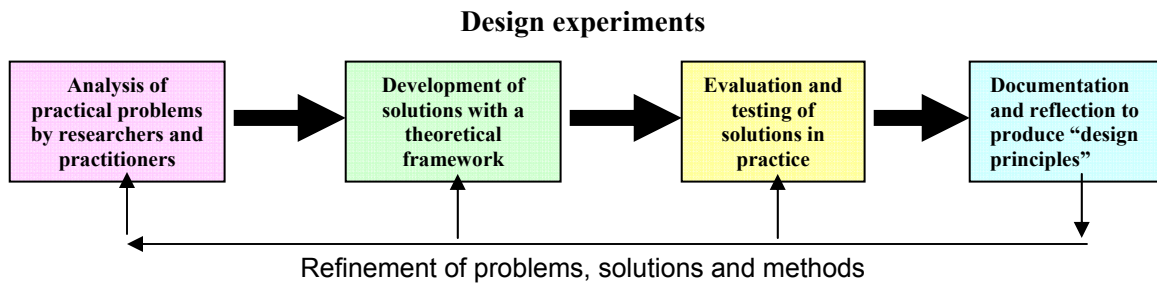 Design experiments
Analysis of
practical problems
by researchers and
practitioners
Development of
solutions with a
theoretical
framework
Evaluation and
testing of
solutions in
practice
Documentation
and reflection to
produce “design
principles”
Refinement of problems, solutions and methods